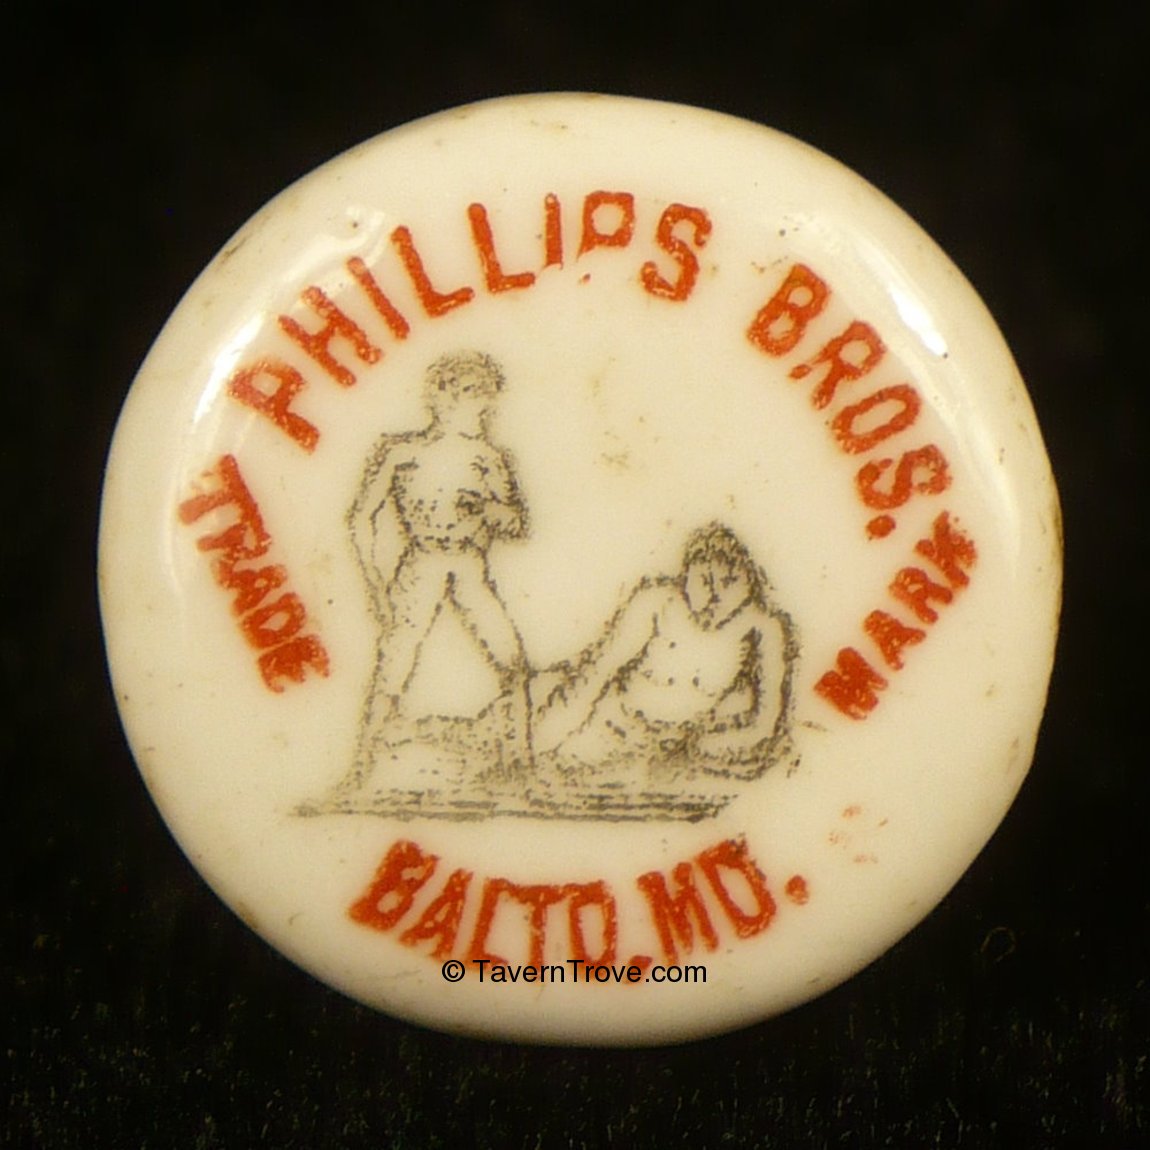 PHILLIPS BROS.
TRADE MARK
BALTO. MD.
© TavernTrove.com